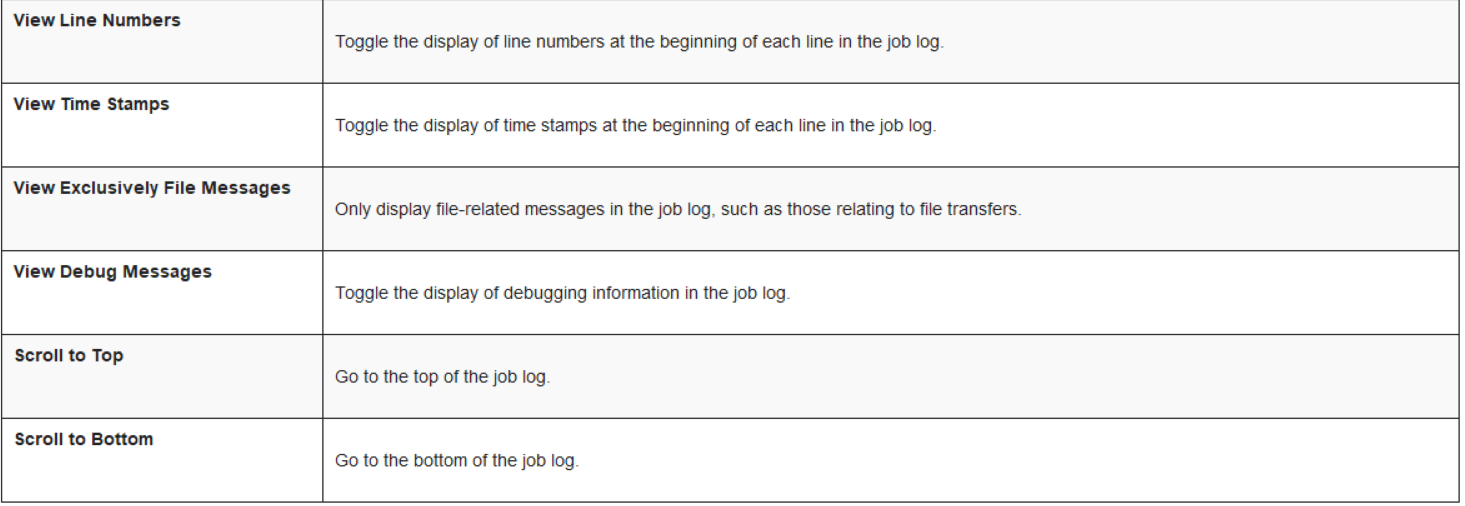 View Line Numbers
Toggle the display of line numbers at the beginning of each line in the job log.
View Time Stamps
Toggle the display of time stamps at the beginning of each line in the job log.
View Exclusively File Messages
Only display file-related messages in the job log, such as those relating to file transfers.
View Debug Messages
Toggle the display of debugging information in the job log.
Scroll to Top
Go to the top of the job log.
Scroll to Bottom
Go to the bottom of the job log.